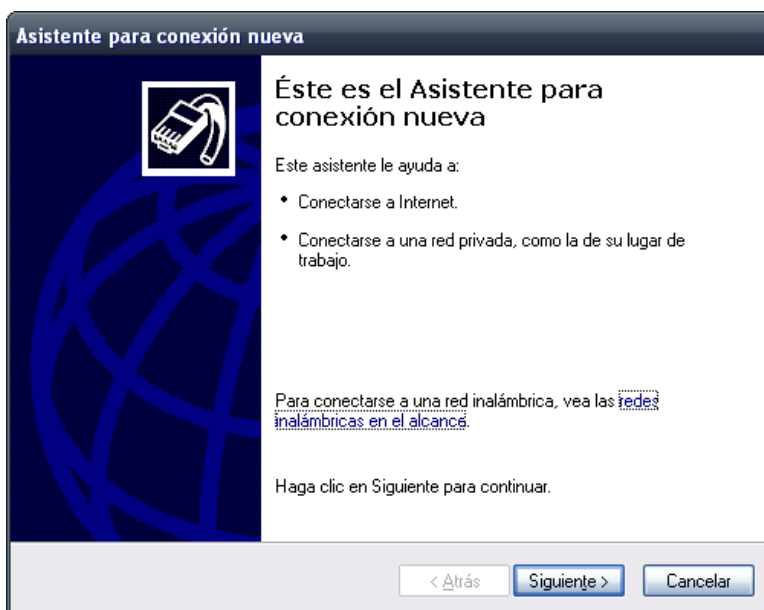 Asistente para conexión nueva
Éste es el Asistente para
conexión nueva
Este asistente le ayuda a:
• Conectarse a Internet.
• Conectarse a una red privada, como la de su lugar de
trabajo.
Para conectarse a una red inalámbrica, vea las redes
inalámbricas en el alcance.
Haga clic en Siguiente para continuar.
< Atrás
Siguiente >
Cancelar